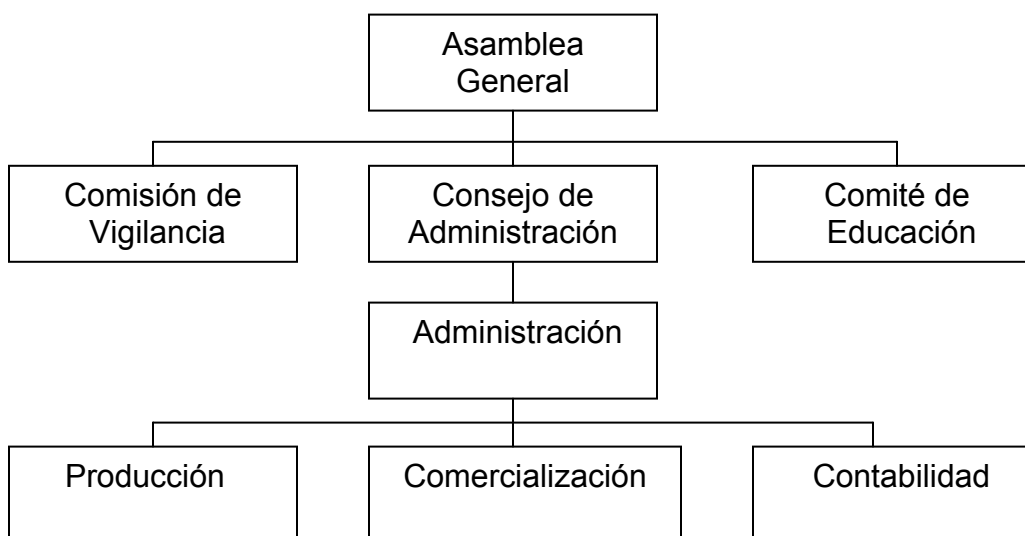 Asamblea
General
Comisión de
Vigilancia
Consejo de
Administración
Comité de
Educación
Administración
Producción
Comercialización
Contabilidad